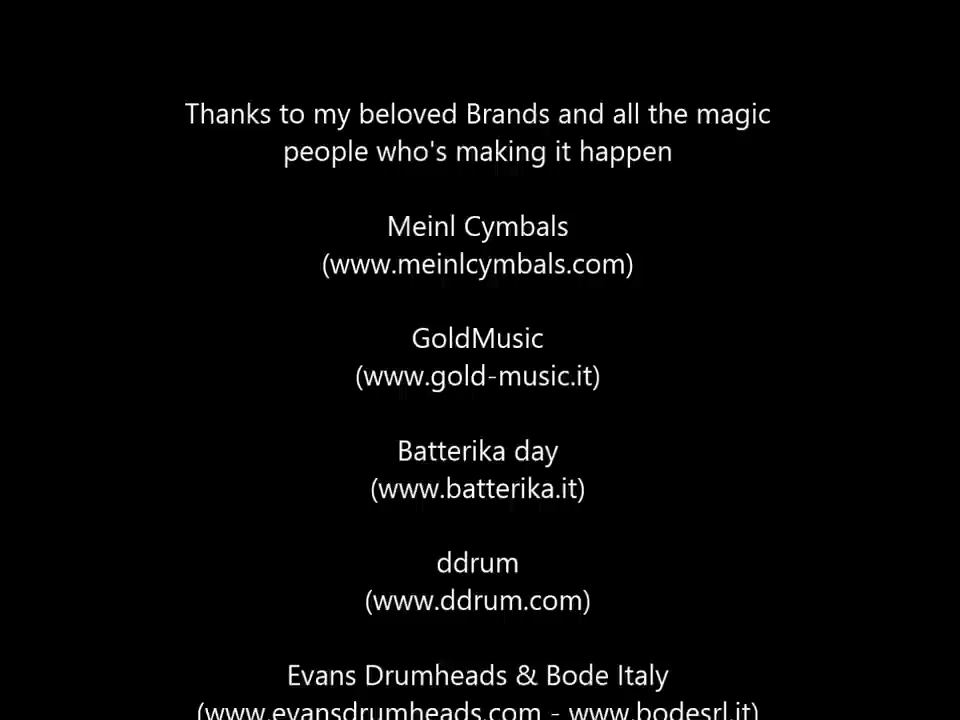 Thanks to my beloved Brands and all the magic
people who's making it happen
Meinl Cymbals
(www.meinlcymbals.com)
GoldMusic
(www.gold-music.it)
Batterika day
(www.batterika.it)
ddrum
(www.ddrum.com)
Evans Drumheads & Bode Italy
(www.evansdrumheads.com - www.bodesrl.it)